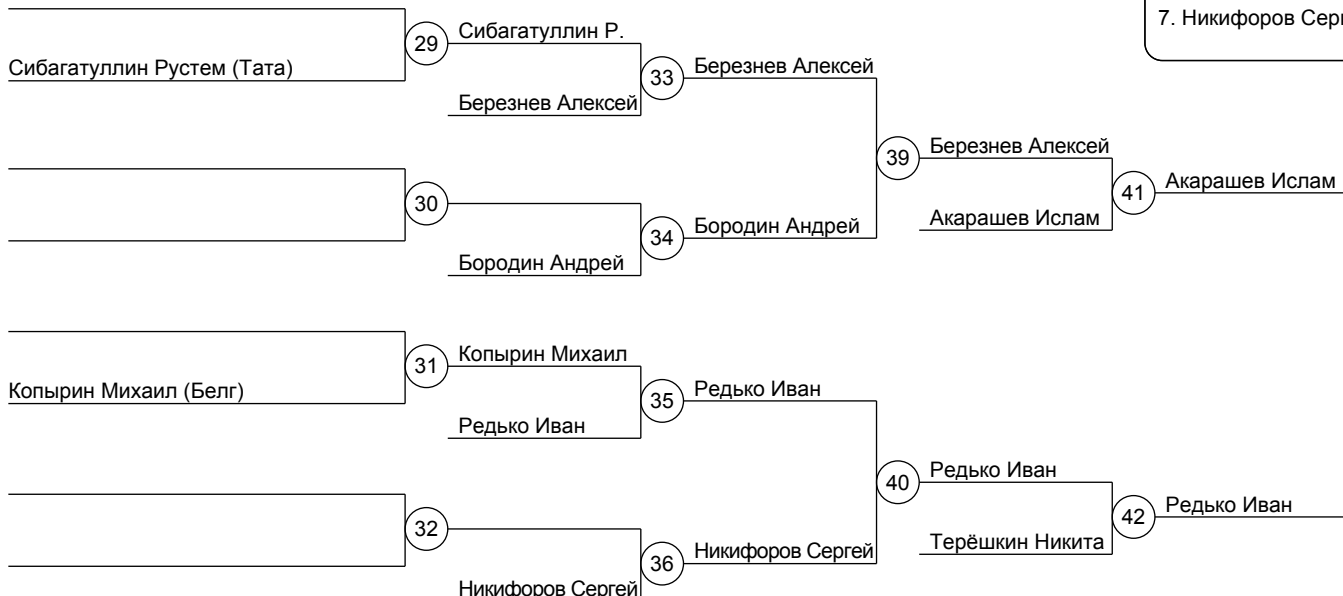 7. Никифоров
Сибагатуллин Р.
29
Сибагатуллин Рустем (Тата)
Березнев Алексей
33
Березнев Алексей
Березнев Алексей
39
Акарашев Ислам
41
30
Акарашев Ислам
Бородин Андрей
34
Бородин Андрей
Копырин Михаил
31
Копырин Михаил (Белг)
Редько Иван
35
Редько Иван
Редько Иван
40
Редько Иван
42
32
Терёшкин Никита
Никифоров Сергей
36
Никифоров Сергей